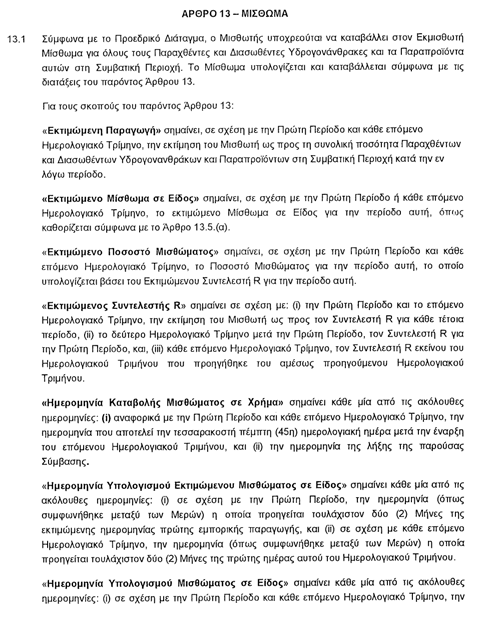 ΑΡΘΡΟ 13 – ΜΙΣΘΩΜΑ
13.1 Σύμφωνα με το Προεδρικό Διάταγμα, ο Μισθωτής υποχρεούται να καταβάλλει στον Εκμισθωτή
Μίσθωμα για όλους τους Παραχθέντες και Διασωθέντες Υδρογονάνθρακες και τα Παραπροϊόντα
αυτών στη Συμβατική Περιοχή. Το Μίσθωμα υπολογίζεται και καταβάλλεται σύμφωνα με τις
διατάξεις του παρόντος Άρθρου 13.
Για τους σκοπούς του παρόντος Άρθρου 13:
«Εκτιμώμενη Παραγωγή» σημαίνει, σε σχέση με την Πρώτη Περίοδο και κάθε επόμενο
Ημερολογιακό Τρίμηνο, την εκτίμηση του Μισθωτή ως προς τη συνολική ποσότητα Παραχθέντων
και Διασωθέντων Υδρογονανθράκων και Παραπροϊόντων στη Συμβατική Περιοχή κατά την εν
λόγω περίοδο.
«Εκτιμώμενο Μίσθωμα σε Είδος» σημαίνει, σε σχέση με την Πρώτη Περίοδο ή κάθε επόμενο
Ημερολογιακό Τρίμηνο, το εκτιμώμενο Μίσθωμα σε Είδος για την περίοδο αυτή, όπως
καθορίζεται σύμφωνα με το Άρθρο 13.5.(α).
«Εκτιμώμενο Ποσοστό Μισθώματος» σημαίνει, σε σχέση με την Πρώτη Περίοδο και κάθε
επόμενο Ημερολογιακό Τρίμηνο, το Ποσοστό Μισθώματος για την περίοδο αυτή, το οποίο
υπολογίζεται βάσει του Εκτιμώμενου Συντελεστή R για την περίοδο αυτή.
«Εκτιμώμενος Συντελεστής R» σημαίνει σε σχέση με: (i) την Πρώτη Περίοδο και το επόμενο
Ημερολογιακό Τρίμηνο, την εκτίμηση του Μισθωτή ως προς τον Συντελεστή R για κάθε τέτοια
περίοδο, (ii) το δεύτερο Ημερολογιακό Τρίμηνο μετά την Πρώτη Περίοδο, τον Συντελεστή R για
την Πρώτη Περίοδο, και, (iii) κάθε επόμενο Ημερολογιακό Τρίμηνο, τον Συντελεστή R εκείνου του
Ημερολογιακού Τριμήνου που προηγήθηκε του αμέσως προηγούμενου Ημερολογιακού
Τριμήνου.
«Ημερομηνία Καταβολής Μισθώματος σε Χρήμα» σημαίνει κάθε μία από τις ακόλουθες
ημερομηνίες: (i) αναφορικά με την Πρώτη Περίοδο και κάθε επόμενο Ημερολογιακό Τρίμηνο, την
ημερομηνία που αποτελεί την τεσσαρακοστή πέμπτη (45η) ημερολογιακή ημέρα μετά την έναρξη
του επόμενου Ημερολογιακού Τριμήνου, και (ii) την ημερομηνία της λήξης της παρούσας
Σύμβασης.
«Ημερομηνία Υπολογισμού Εκτιμώμενου Μισθώματος σε Είδος» σημαίνει κάθε μία από τις
ακόλουθες ημερομηνίες: (i) σε σχέση με την Πρώτη Περίοδο, την ημερομηνία (όπως
συμφωνήθηκε μεταξύ των Μερών) η οποία προηγείται τουλάχιστον δύο (2) Μήνες της
εκτιμώμενης ημερομηνίας πρώτης εμπορικής παραγωγής, και (ii) σε σχέση με κάθε επόμενο
Ημερολογιακό Τρίμηνο, την ημερομηνία (όπως συμφωνήθηκε μεταξύ των Μερών) η οποία
προηγείται τουλάχιστον δύο (2) Μήνες της πρώτης ημερομηνίας αυτού του Ημερολογιακού Τριμήνου.
«Ημερομηνία Υπολογισμού Μισθώματος σε Είδος» σημαίνει κάθε μία από τις ακόλουθες
ημερομηνίες: (i) σε σχέση με την Πρώτη Περίοδο και κάθε επόμενο Ημερολογιακό Τρίμηνο, την